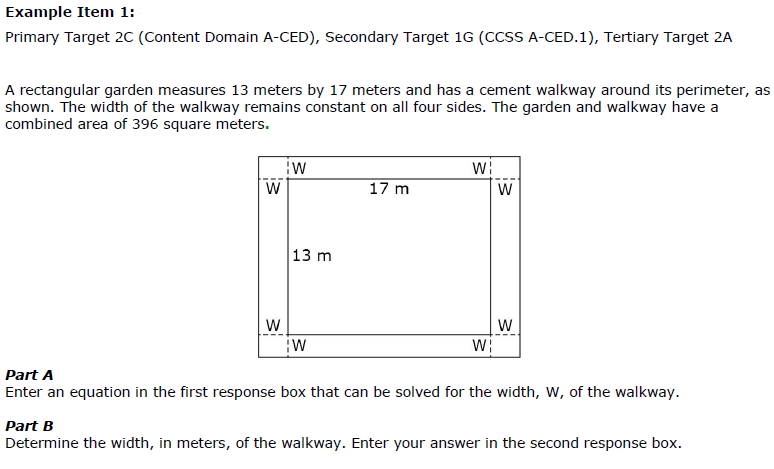 Example Item 1:
Primary Target 2C (Content Domain A-CED), Secondary Target 1G (CCSS A-CED.1), Tertiary Target 2A
A rectangular garden measures 13 meters by 17 meters and has a cement walkway around its perimeter, as
shown. The width of the walkway remains constant on all four sides. The garden and walkway have a
combined area of 396 square meters.
W W
W 17 m W
13 m
W W
W W
Part A
Enter an equation in the first response box that can be solved for the width, W, of the walkway.
Part B
Determine the width, in meters, of the walkway. Enter your answer in the second response box.